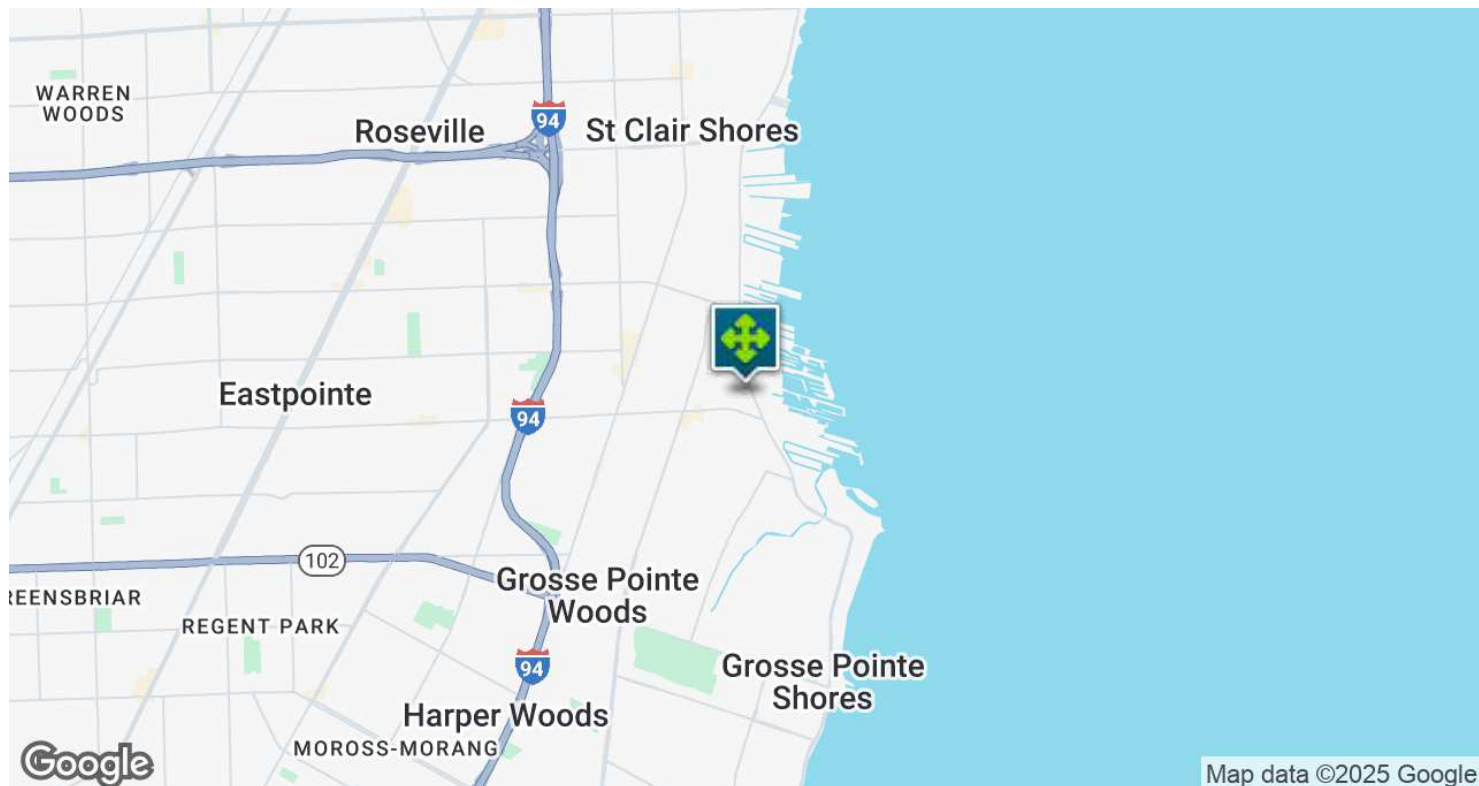 WARREN
WOODS
Roseville
94
St Clair Shores
Eastpointe
94
102
REENSBRIAR
REGENT PARK
Grosse Pointe
Woods
94
Grosse Pointe
Shores
Harper Woods
MOROSS-MORANG
Google
Map data ©2025 Google